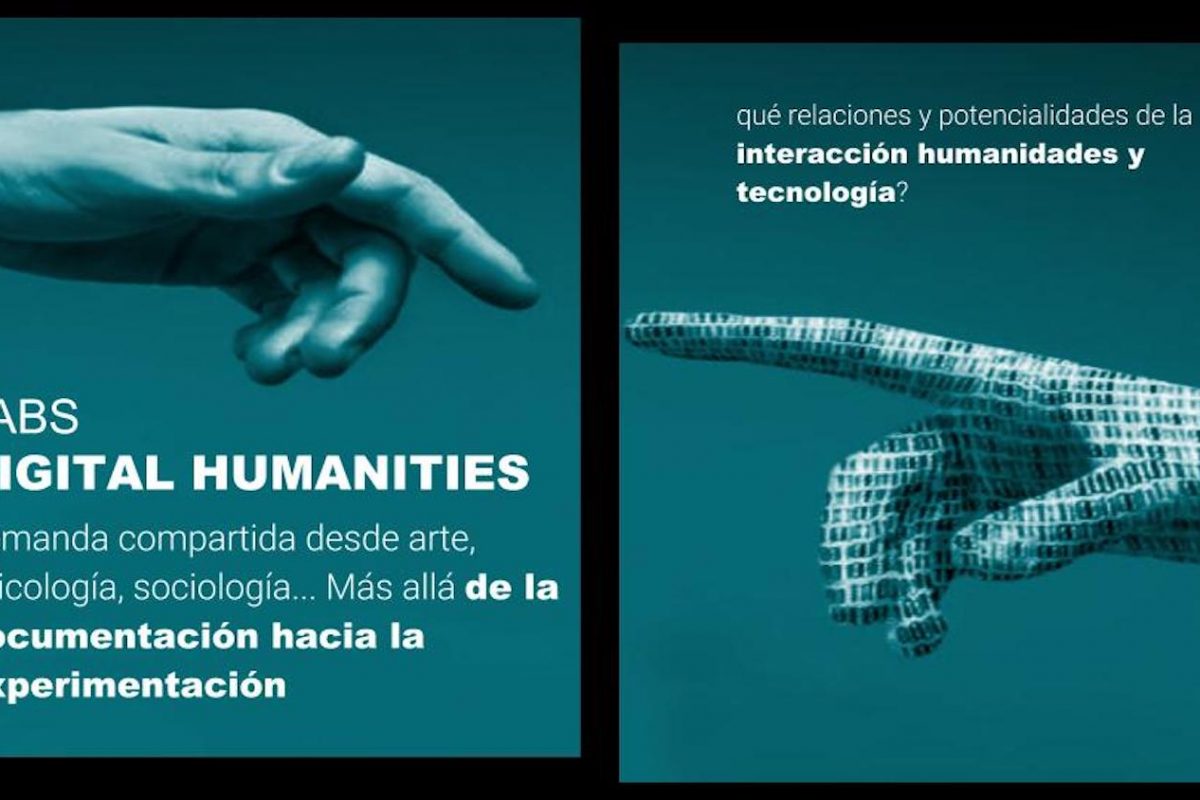 ABS
IGITAL HUMANITIES
manda compartida desde arte,
icología, sociología... Más allá de la
ocumentación hacia la
xperimentación
qué relaciones y potencialidades de la
interacción humanidades y
tecnología?